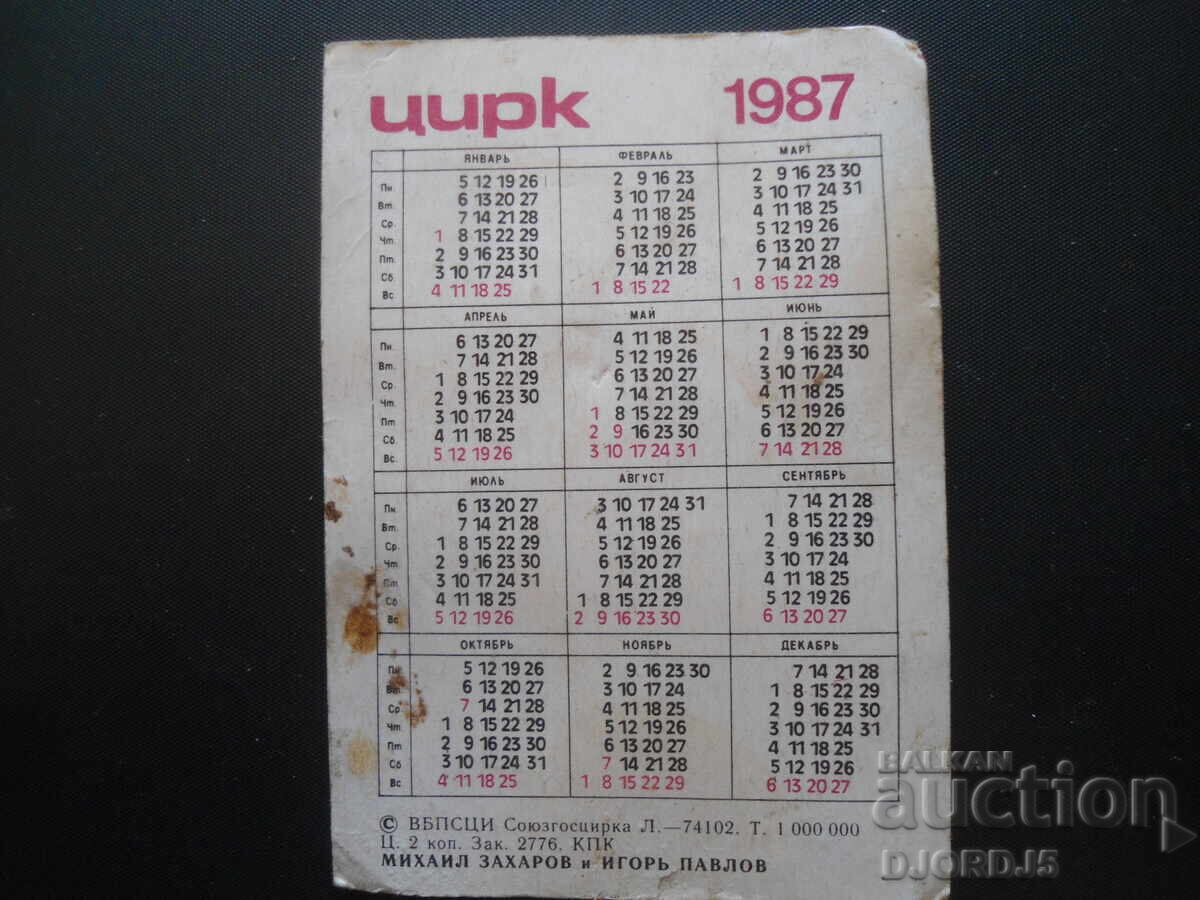 цирк 1987
ЯНВАРЬ ФЕВРАЛЬ МАРТ
Пн. 5 12 19 26 2 9 16 23 2 9 16 23 30
Вт. 6 13 20 27 3 10 17 24 3 10 17 24 31
Ср. 7 14 21 28 4 11 18 25 4 11 18 25
Чт. 1 8 15 22 29 5 12 19 26 5 12 19 26
Пт. 2 9 16 23 30 6 13 20 27 6 13 20 27
Сб 3 10 17 24 31 7 14 21 28 7 14 21 28
Вс 4 11 18 25 1 8 15 22 1 8 15 22 29
АПРЕЛЬ МАЙ ИЮНЬ
Пн. 6 13 20 27 4 11 18 25 1 8 15 22 29
Вт. 7 14 21 28 5 12 19 26 2 9 16 23 30
Ср. 1 8 15 22 29 6 13 20 27 3 10 17 24
Чт. 2 9 16 23 30 7 14 21 28 4 11 18 25
Пт 3 10 17 24 1 8 15 22 29 5 12 19 26
Сб 4 11 18 25 2 9 16 23 30 6 13 20 27
Вс. 5 12 19 26 3 10 17 24 31 7 14 21 28
ИЮЛЬ АВГУСТ СЕНТЯБРЬ
Пн 6 13 20 27 3 10 17 24 31 7 14 21 28
Вт. 7 14 21 28 4 11 18 25 1 8 15 22 29
Ср. 1 8 15 22 29 5 12 19 26 2 9 16 23 30
Чт 2 9 16 23 30 6 13 20 27 3 10 17 24
Пт 3 10 17 24 31 7 14 21 28 4 11 18 25
Сб 4 11 18 25 1 8 15 22 29 5 12 19 26
Вс 5 12 19 26 2 9 16 23 30 6 13 20 27
ОКТЯБРЬ НОЯБРЬ ДЕКАБРЬ
Пн 5 12 19 26 2 9 16 23 30 7 14 21 28
Вт. 6 13 20 27 3 10 17 24 1 8 15 22 29
Ср 7 14 21 28 4 11 18 25 2 9 16 23 30
Чт. 1 8 15 22 29 5 12 19 26 3 10 17 24 31
Пт 2 9 16 23 30 6 13 20 27 4 11 18 25
Сб 3 10 17 24 31 7 14 21 28 5 12 19 26
Вс 4 11 18 25 1 8 15 22 29 6 13 20 27
© ВБПСЦИ Союзгосцирка Л.—74102. Т. 1 000 000
Ц. 2 коп. Зак. 2776. КПК
МИХАИЛ ЗАХАРОВ и ИГОРЬ ПАВЛОВ
BALKAN
auction
DJORDJ5